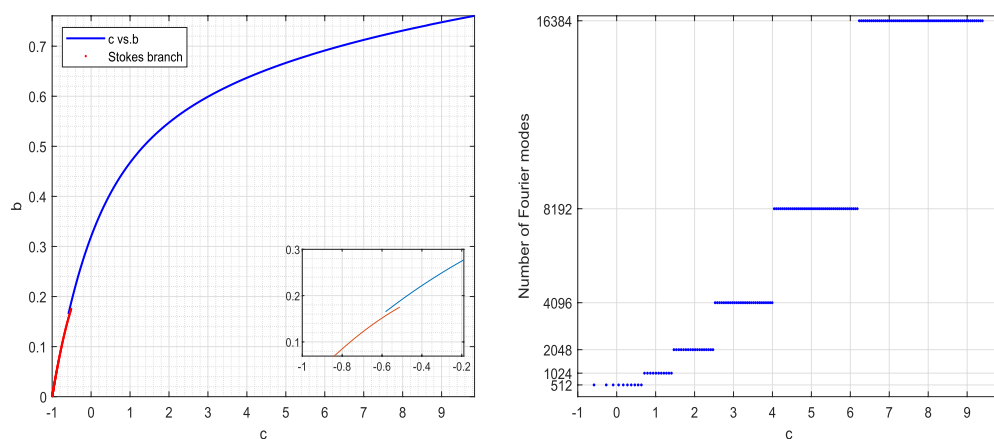 c vs.b
Stokes branch
0.7
0.6
0.5
0.4
0.3
0.2
0.1
0
b
-1 0 1 2 3 4 5 6 7 8 9
c
0.3
0.2
0.1
-1 -0.8 -0.6 -0.4 -0.2
16384
8192
4096
2048
1024
512
Number of Fourier modes
-1 0 1 2 3 4 5 6 7 8 9
c